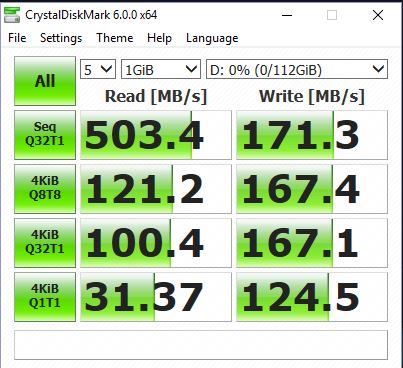 CrystalDiskMark 6.0.0 x64
File Settings Theme Help Language
All 5 1GiB D: 0% (0/112GiB)
Read [MB/s] Write [MB/s]
Seq
Q32T1 503.4 171.3
4KiB
Q8T8 121.2 167.4
4KiB
Q32T1 100.4 167.1
4KiB
Q1T1 31.37 124.5